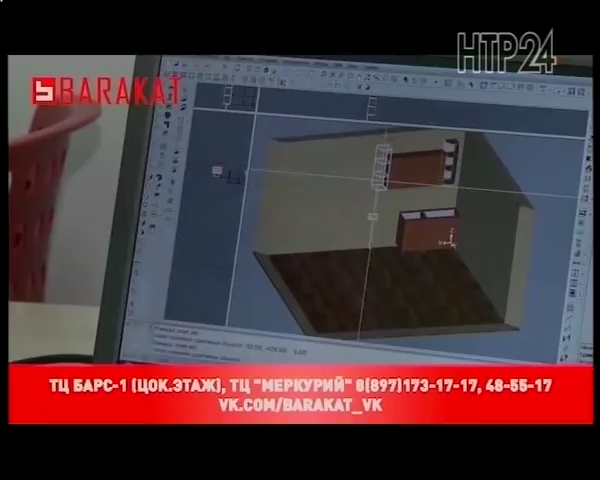 НТР24
BARAKAT
ТЦ БАРС-1 (ЦОК.ЭТАЖ), ТЦ "МЕРКУРИЙ" 8(897)173-17-17, 48-55-17
VK.COM/BARAKAT_VK